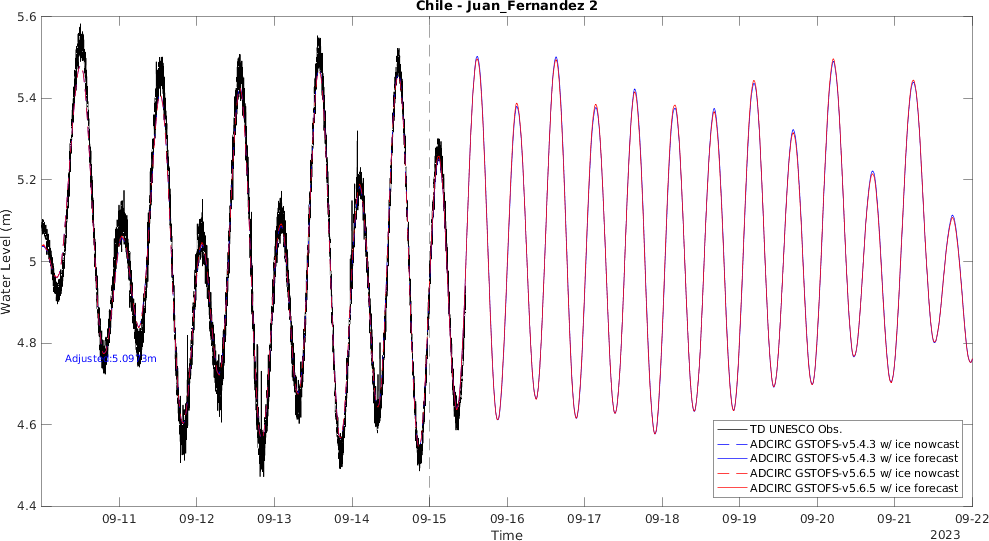 Chile - Juan_Fernandez 2
5.6
5.4
5.2
5
4.8
4.6
4.4
Water Level (m)
Adjusted:5.0913m
TD UNESCO Obs.
ADCIRC GSTOFS-v5.4.3 w/ ice nowcast
ADCIRC GSTOFS-v5.4.3 w/ ice forecast
ADCIRC GSTOFS-v5.6.5 w/ ice nowcast
ADCIRC GSTOFS-v5.6.5 w/ ice forecast
09-11 09-12 09-13 09-14 09-15 09-16 09-17 09-18 09-19 09-20 09-21 09-22
Time
2023